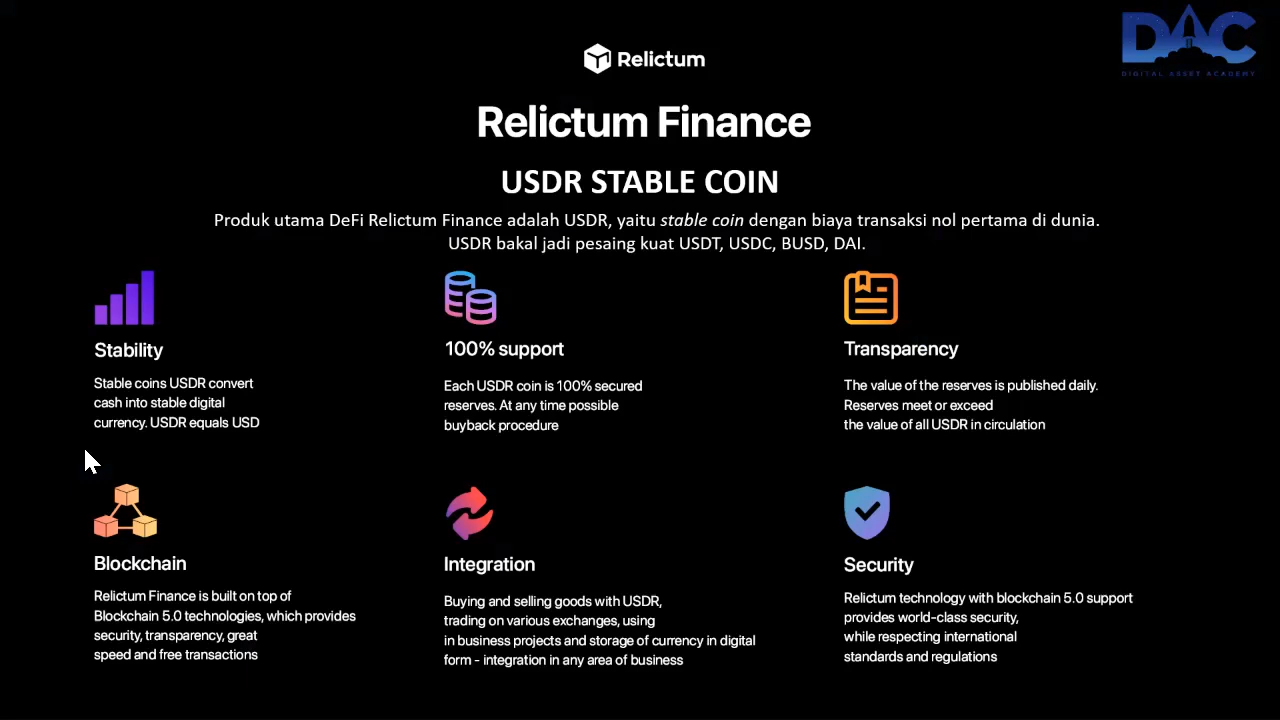 DAC
DIGITAL ASSET ACADEMY
Relictum
Relictum Finance
USDR STABLE COIN
Produk utama DeFi Relictum Finance adalah USDR, yaitu stable coin dengan biaya transaksi nol pertama di dunia.
USDR bakal jadi pesaing kuat USDT, USDC, BUSD, DAI.
Stability
Stable coins USDR convert
cash into stable digital
currency. USDR equals USD
100% support
Each USDR coin is 100% secured
reserves. At any time possible
buyback procedure
Transparency
The value of the reserves is published daily.
Reserves meet or exceed
the value of all USDR in circulation
Blockchain
Relictum Finance is built on top of
Blockchain 5.0 technologies, which provides
security, transparency, great
speed and free transactions
Integration
Buying and selling goods with USDR,
trading on various exchanges, using
in business projects and storage of currency in digital
form - integration in any area of business
Security
Relictum technology with blockchain 5.0 support
provides world-class security,
while respecting international
standards and regulations